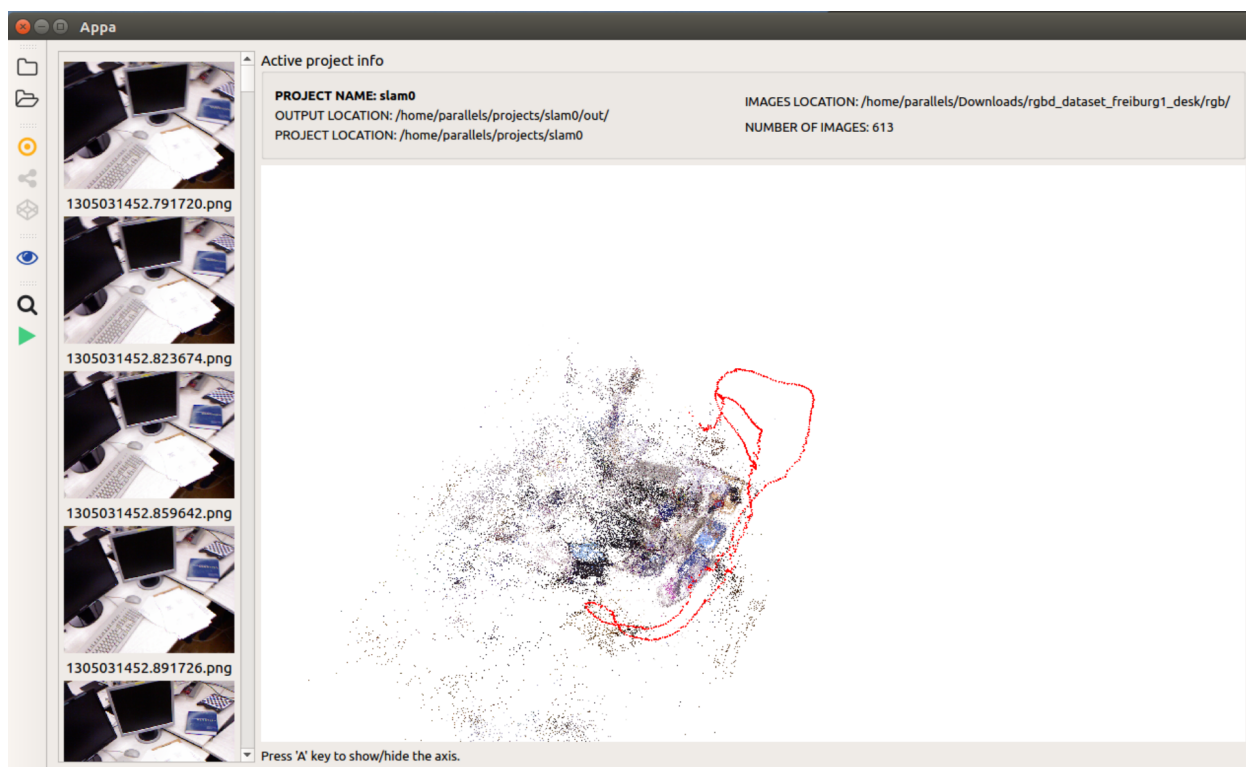 Appa
Active project info
PROJECT NAME: slam0
OUTPUT LOCATION: /home/parallels/projects/slam0/out/
PROJECT LOCATION: /home/parallels/projects/slam0
IMAGES LOCATION: /home/parallels/Downloads/rgbd_dataset_freiburg1_desk/rgb/
NUMBER OF IMAGES: 613
1305031452.791720.png
1305031452.823674.png
1305031452.859642.png
1305031452.891726.png
Press 'A' key to show/hide the axis.